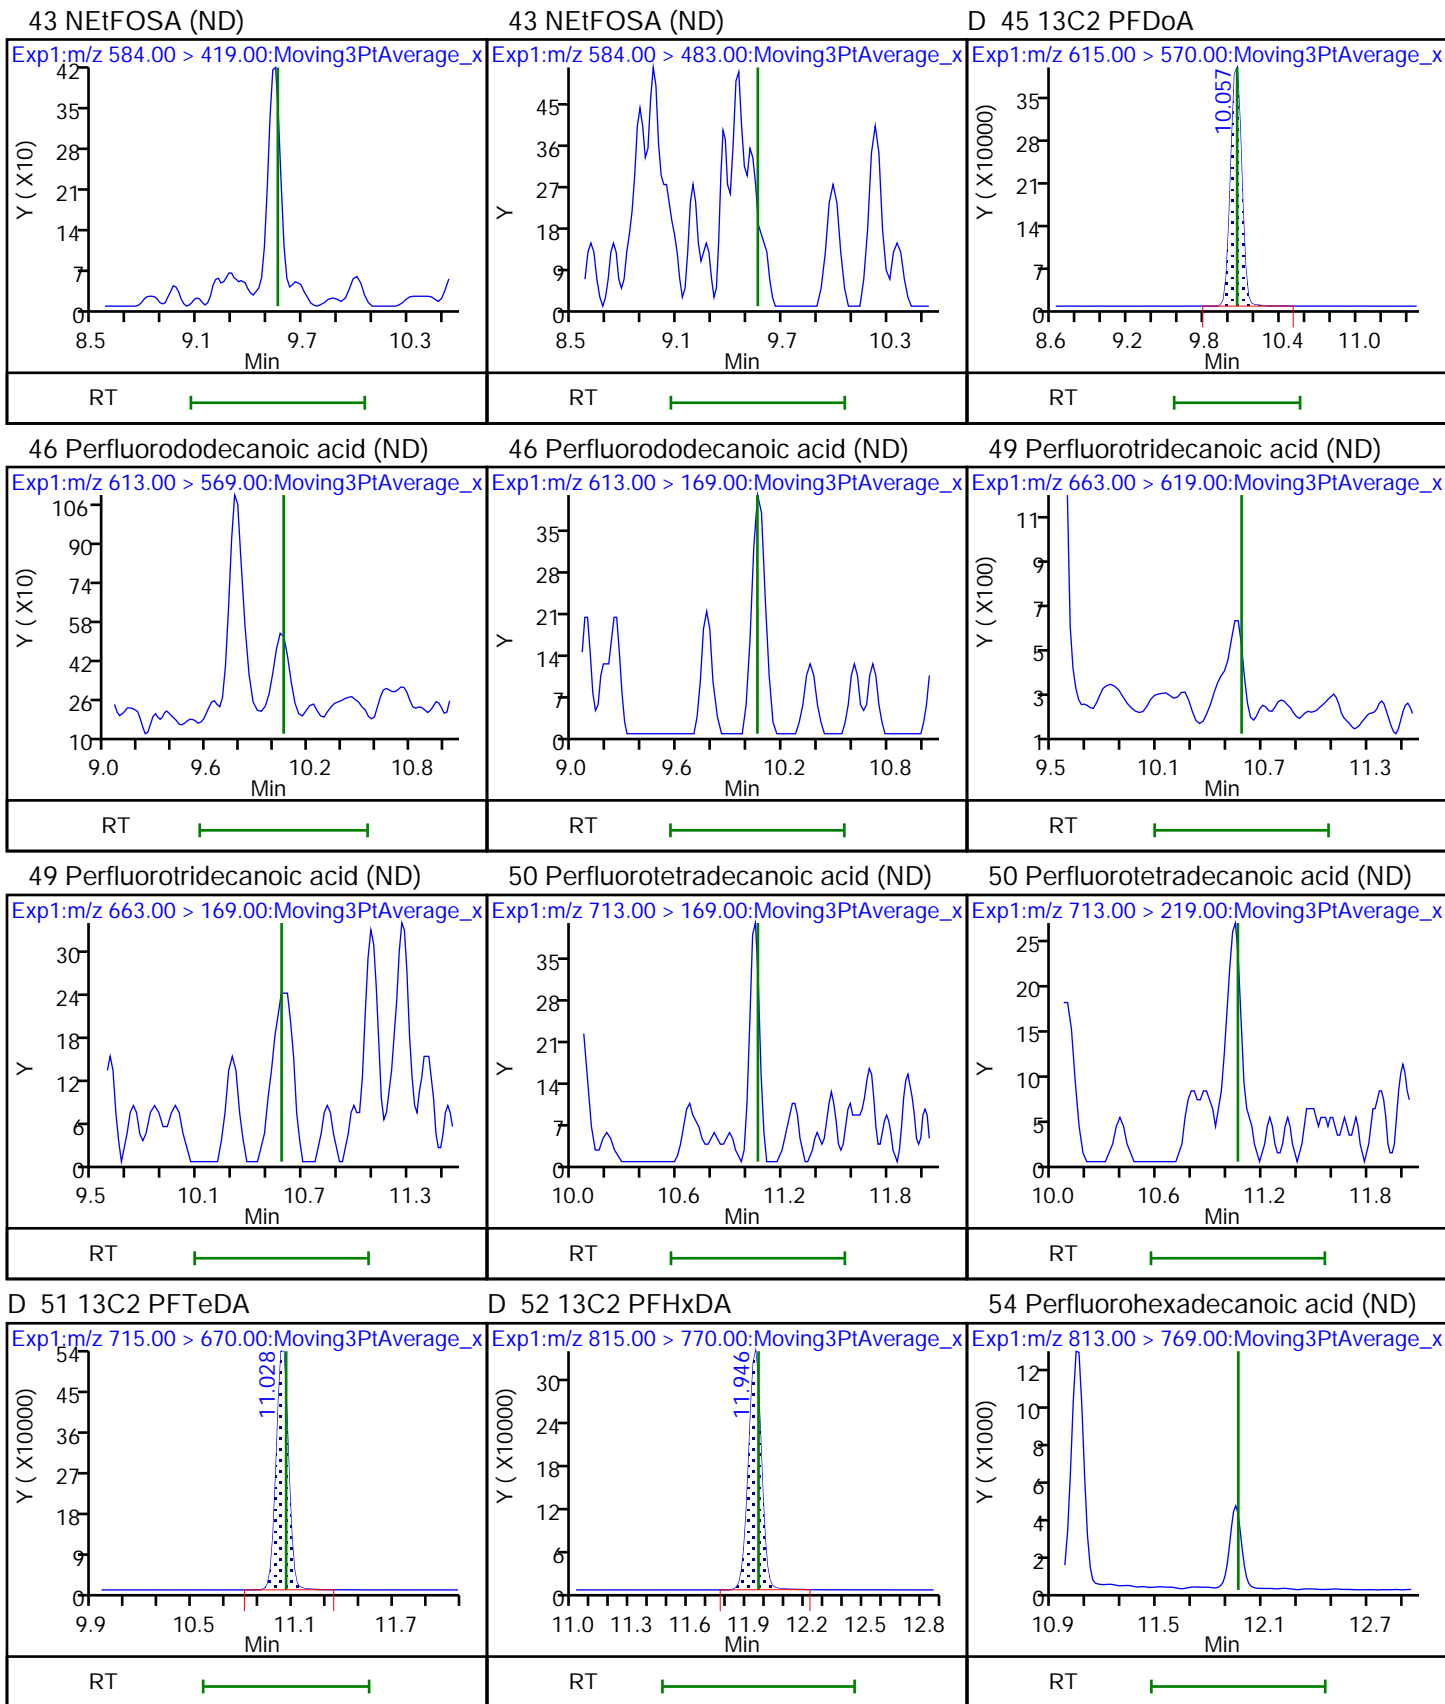 43 NEtFOSA (ND)
Exp1:m/z 584.00 > 419.00:Moving3PtAverage_x
Y ( X10)
42
35
28
21
14
7
0
8.5 9.1 9.7 10.3
Min
RT
43 NEtFOSA (ND)
Exp1:m/z 584.00 > 483.00:Moving3PtAverage_x
Y
45
36
27
18
9
0
8.5 9.1 9.7 10.3
Min
RT
D 45 13C2 PFDoA
Exp1:m/z 615.00 > 570.00:Moving3PtAverage_x
10.057
Y ( X10000)
35
28
21
14
7
0
8.6 9.2 9.8 10.4 11.0
Min
RT
46 Perfluorododecanoic acid (ND)
Exp1:m/z 613.00 > 569.00:Moving3PtAverage_x
Y ( X10)
106
90
74
58
42
26
10
9.0 9.6 10.2 10.8
Min
RT
46 Perfluorododecanoic acid (ND)
Exp1:m/z 613.00 > 169.00:Moving3PtAverage_x
Y
35
28
21
14
7
0
9.0 9.6 10.2 10.8
Min
RT
49 Perfluorotridecanoic acid (ND)
Exp1:m/z 663.00 > 619.00:Moving3PtAverage_x
Y ( X100)
11
9
7
5
3
1
9.5 10.1 10.7 11.3
Min
RT
49 Perfluorotridecanoic acid (ND)
Exp1:m/z 663.00 > 169.00:Moving3PtAverage_x
Y
30
24
18
12
6
0
9.5 10.1 10.7 11.3
Min
RT
50 Perfluorotetradecanoic acid (ND)
Exp1:m/z 713.00 > 169.00:Moving3PtAverage_x
Y
35
28
21
14
7
0
10.0 10.6 11.2 11.8
Min
RT
50 Perfluorotetradecanoic acid (ND)
Exp1:m/z 713.00 > 219.00:Moving3PtAverage_x
Y
25
20
15
10
5
0
10.0 10.6 11.2 11.8
Min
RT
D 51 13C2 PFTeDA
Exp1:m/z 715.00 > 670.00:Moving3PtAverage_x
11.028
Y ( X10000)
54
45
36
27
18
9
0
9.9 10.5 11.1 11.7
Min
RT
D 52 13C2 PFHxDA
Exp1:m/z 815.00 > 770.00:Moving3PtAverage_x
11.946
Y ( X10000)
30
24
18
12
6
0
11.0 11.3 11.6 11.9 12.2 12.5 12.8
Min
RT
54 Perfluorohexadecanoic acid (ND)
Exp1:m/z 813.00 > 769.00:Moving3PtAverage_x
Y ( X1000)
12
10
8
6
4
2
0
10.9 11.5 12.1 12.7
Min
RT